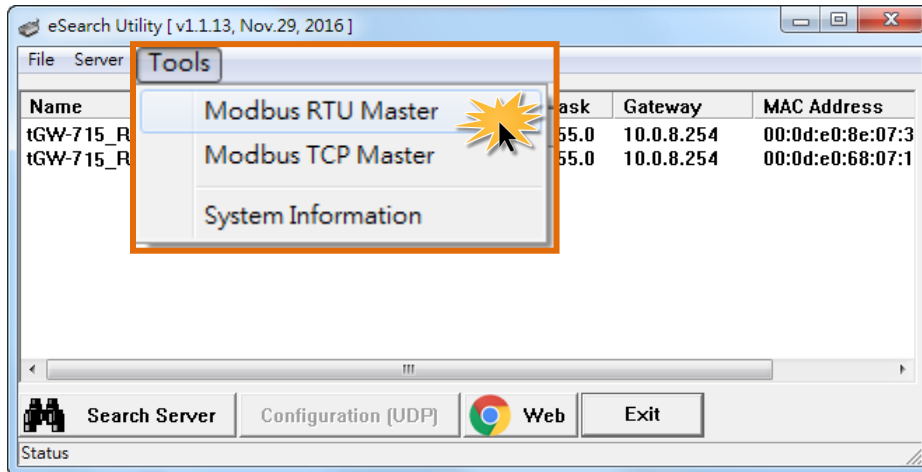 eSearch Utility [ v1.1.13, Nov.29, 2016 ]
File Server Tools
Modbus RTU Master
Modbus TCP Master
System Information
Name ask Gateway MAC Address
tGW-715_R 55.0 10.0.8.254 00:0d:e0:8e:07:3
tGW-715_R 55.0 10.0.8.254 00:0d:e0:68:07:1
Search Server Configuration (UDP) Web Exit
Status